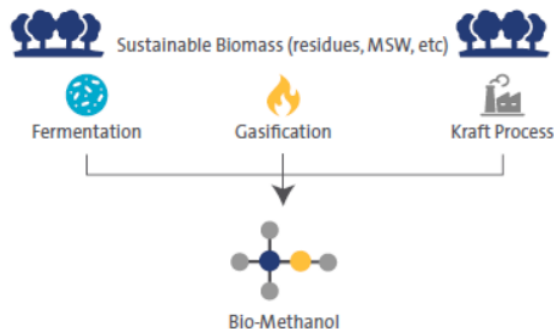 Sustainable Biomass (residues, MSW, etc)
Fermentation
Gasification
Kraft Process
Bio-Methanol